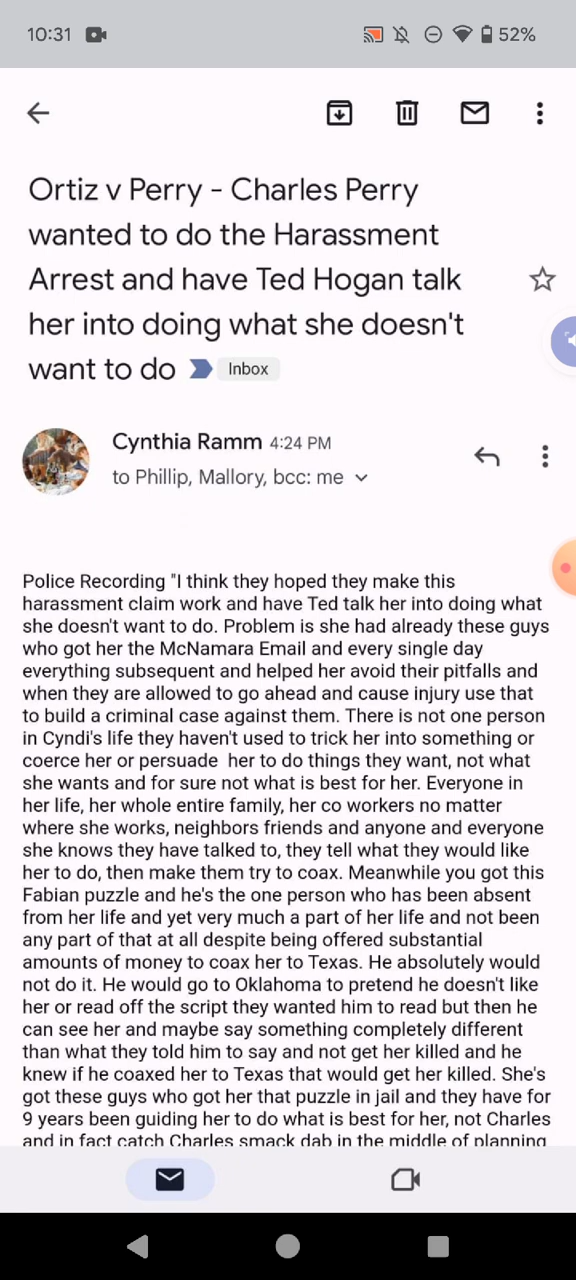 10:31 52%
Ortiz v Perry - Charles Perry
wanted to do the Harassment
Arrest and have Ted Hogan talk
her into doing what she doesn't
want to do Inbox
Cynthia Ramm 4:24 PM
to Phillip, Mallory, bcc: me
Police Recording "I think they hoped they make this
harassment claim work and have Ted talk her into doing what
she doesn't want to do. Problem is she had already these guys
who got her the McNamara Email and every single day
everything subsequent and helped her avoid their pitfalls and
when they are allowed to go ahead and cause injury use that
to build a criminal case against them. There is not one person
in Cyndi's life they haven't used to trick her into something or
coerce her or persuade  her to do things they want, not what
she wants and for sure not what is best for her. Everyone in
her life, her whole entire family, her co workers no matter
where she works, neighbors friends and anyone and everyone
she knows they have talked to, they tell what they would like
her to do, then make them try to coax. Meanwhile you got this
Fabian puzzle and he's the one person who has been absent
from her life and yet very much a part of her life and not been
any part of that at all despite being offered substantial
amounts of money to coax her to Texas. He absolutely would
not do it. He would go to Oklahoma to pretend he doesn't like
her or read off the script they wanted him to read but then he
can see her and maybe say something completely different
than what they told him to say and not get her killed and he
knew if he coaxed her to Texas that would get her killed. She's
got these guys who got her that puzzle in jail and they have for
9 years been guiding her to do what is best for her, not Charles
and in fact catch Charles smack dab in the middle of planning